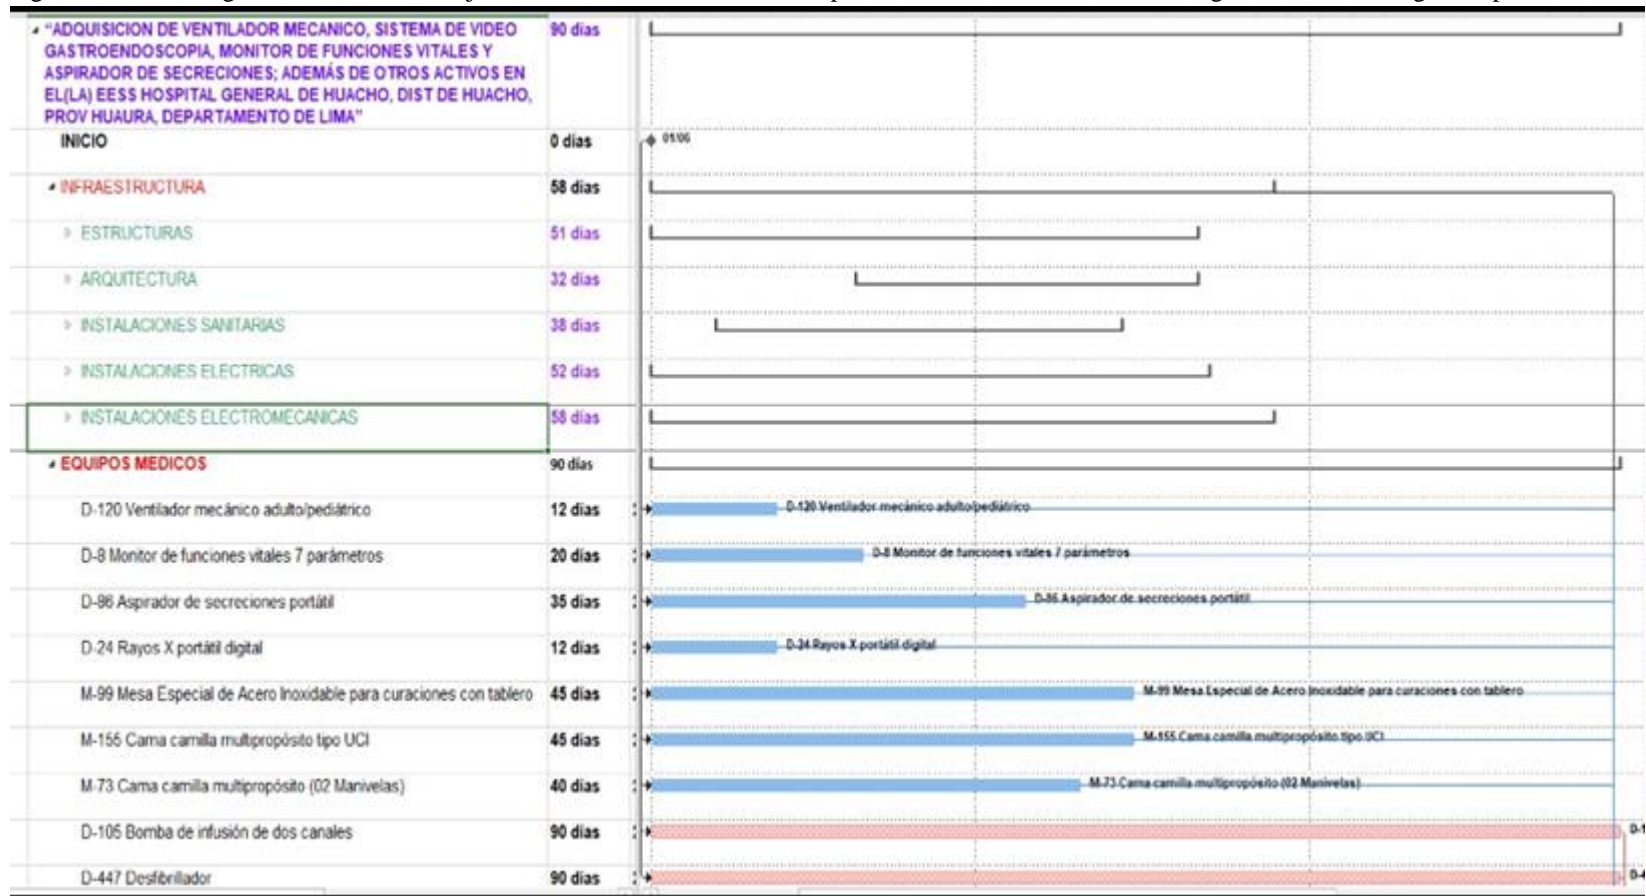 "ADQUISICION DE VENTILADOR MECANICO, SISTEMA DE VIDEO 90 días
GASTROENDOSCOPIA, MONITOR DE FUNCIONES VITALES Y
ASPIRADOR DE SECRECIONES; ADEMÁS DE OTROS ACTIVOS EN
EL(LA) EESS HOSPITAL GENERAL DE HUACHO, DIST DE HUACHO,
PROV HUAURA, DEPARTAMENTO DE LIMA"
INICIO 0 días 01/06
INFRAESTRUCTURA 58 días
ESTRUCTURAS 51 días
ARQUITECTURA 32 días
INSTALACIONES SANITARIAS 38 días
INSTALACIONES ELECTRICAS 52 días
INSTALACIONES ELECTROMECANICAS 58 días
EQUIPOS MEDICOS 90 días
D-120 Ventilador mecánico adulto/pediátrico 12 días D-120 Ventilador mecánico adulto/pediátrico
D-8 Monitor de funciones vitales 7 parámetros 20 días D-8 Monitor de funciones vitales 7 parámetros
D-86 Aspirador de secreciones portátil 35 días D-86 Aspirador de secreciones portátil
D-24 Rayos X portátil digital 12 días D-24 Rayos X portátil digital
M-99 Mesa Especial de Acero Inoxidable para curaciones con tablero 45 días M-99 Mesa Especial de Acero Inoxidable para curaciones con tablero
M-155 Cama camilla multipropósito tipo UCI 45 días M-155 Cama camilla multipropósito tipo UCI
M-73 Cama camilla multipropósito (02 Manivelas) 40 días M-73 Cama camilla multipropósito (02 Manivelas)
D-105 Bomba de infusión de dos canales 90 días D-1
D-447 Desfibrillador 90 días D-4